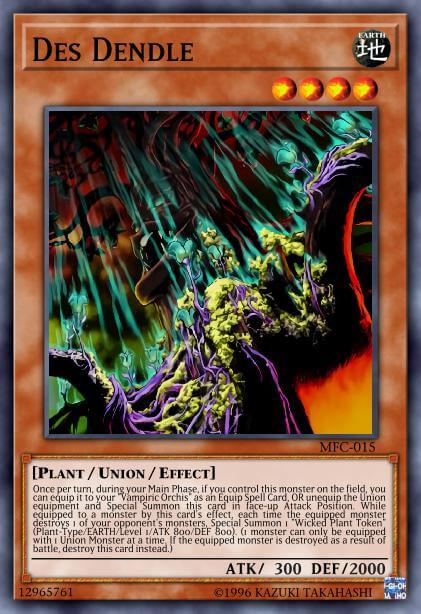 DES DENDLE
EARTH
地
MFC-015
[PLANT / UNION / EFFECT]
Once per turn, during your Main Phase, if you control this monster on the field, you
can equip it to your "Vampiric Orchis" as an Equip Spell Card, OR unequip the Union
equipment and Special Summon this card in face-up Attack Position. While
equipped to a monster by this card's effect, each time the equipped monster
destroys 1 of your opponent's monsters, Special Summon 1 "Wicked Plant Token"
(Plant-Type/EARTH/Level 1/ATK 800/DEF 800). (1 monster can only be equipped
with 1 Union Monster at a time. If the equipped monster is destroyed as a result of
battle, destroy this card instead.)
ATK/ 300 DEF/2000
12965761
©1996 KAZUKI TAKAHASHI